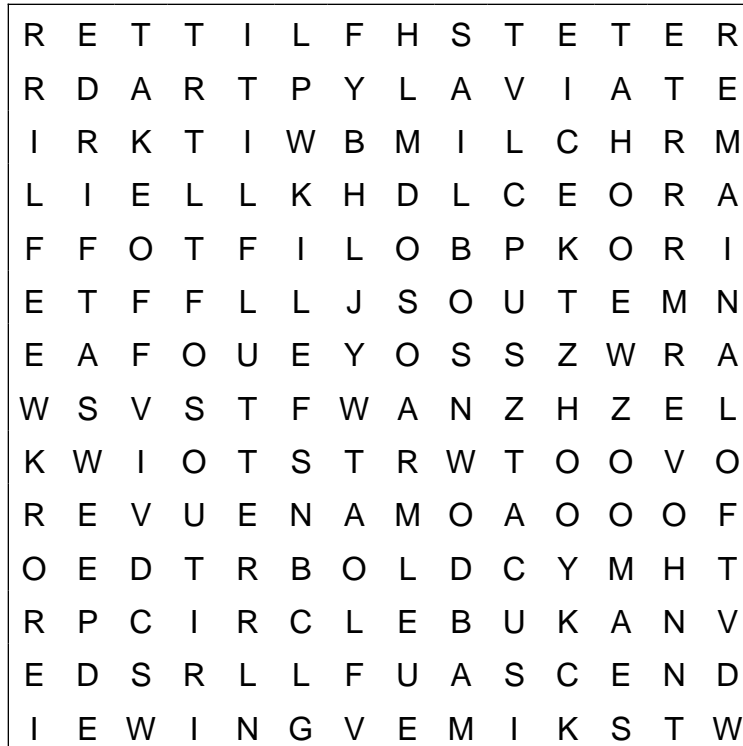 R E T T I L F H S T E T E R
R D A R T P Y L A V I A T E
I R K T I W B M I L C H R M
L I E L L K H D L C E O R A
F F O T F I L O B P K O R I
E T F F L L J S O U T E M N
E A F O U E Y O S S Z W R A
W S V S T F W A N Z H Z E L
K W I O T S T R W T O O V O
R E V U E N A M O A O O O F
O E D T R B O L D C Y M H T
R P C I R C L E B U K A N V
E D S R L L F U A S C E N D
I E W I N G V E M I K S T W